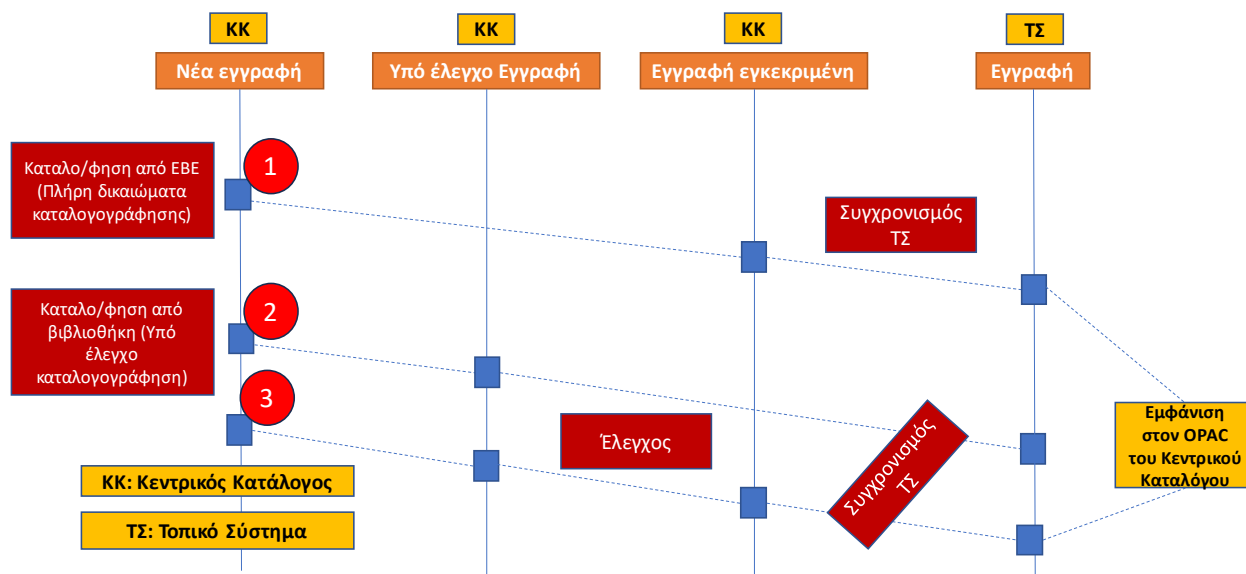 ΚΚ
ΚΚ
ΚΚ
ΤΣ
Νέα εγγραφή
Υπό έλεγχο Εγγραφή
Εγγραφή εγκεκριμένη
Εγγραφή
Καταλο/φηση από ΕΒΕ
(Πλήρη δικαιώματα
καταλογογράφησης)
1
Συγχρονισμός
ΤΣ
Καταλο/φηση από
βιβλιοθήκη (Υπό
έλεγχο
καταλογογράφηση)
2
3
Έλεγχος
Συγχρονισμός
ΤΣ
Εμφάνιση
στον OPAC
του Κεντρικού
Καταλόγου
ΚΚ: Κεντρικός Κατάλογος
ΤΣ: Τοπικό Σύστημα